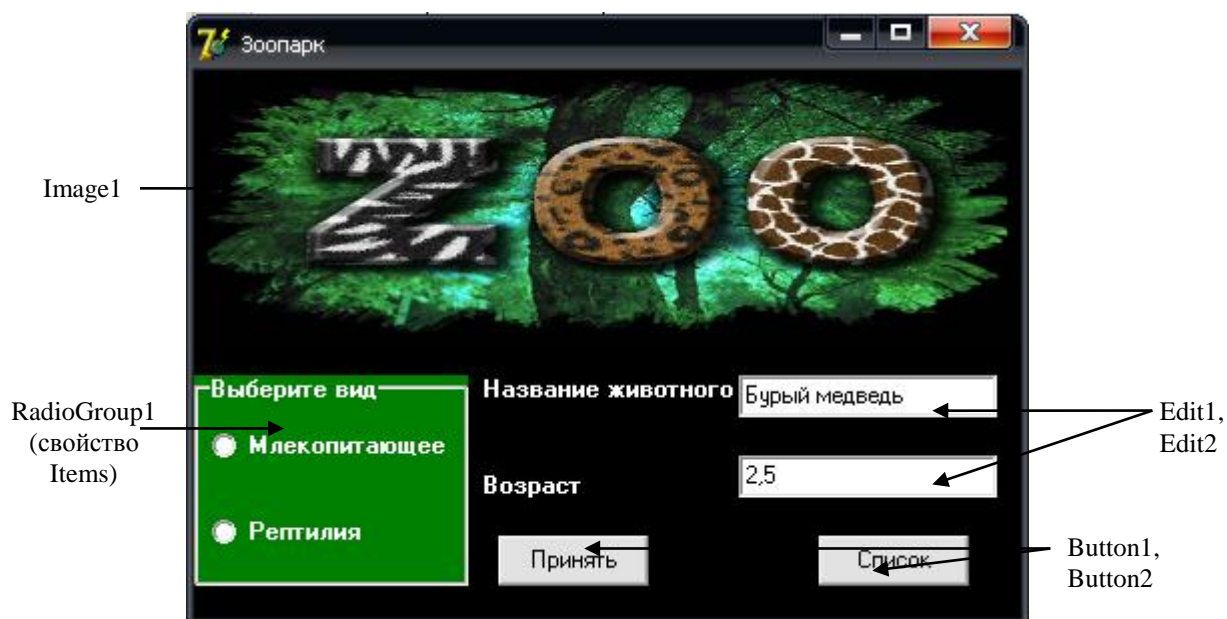 Зоопарк
ZOO
Image1
Выберите вид
Название животного
Бурый медведь
RadioGroup1
(свойство
Items)
Млекопитающее
Edit1,
Edit2
Возраст
2,5
Рептилия
Принять
Список
Button1,
Button2